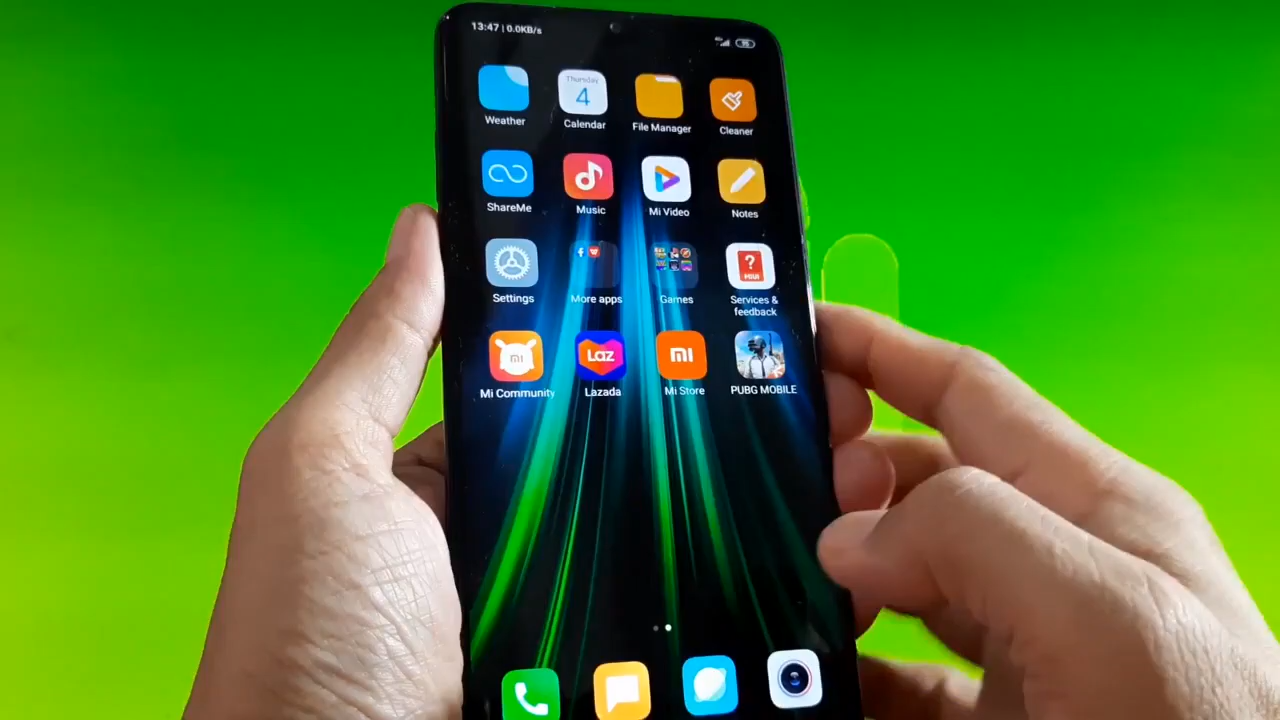 13:47 | 0.0KB/s
Thursday
4
Weather
Calendar
File Manager
Cleaner
ShareMe
Music
Mi Video
Notes
Settings
More apps
Games
Services &
feedback
Mi Community
Laz
Lazada
Mi Store
PUBG MOBILE